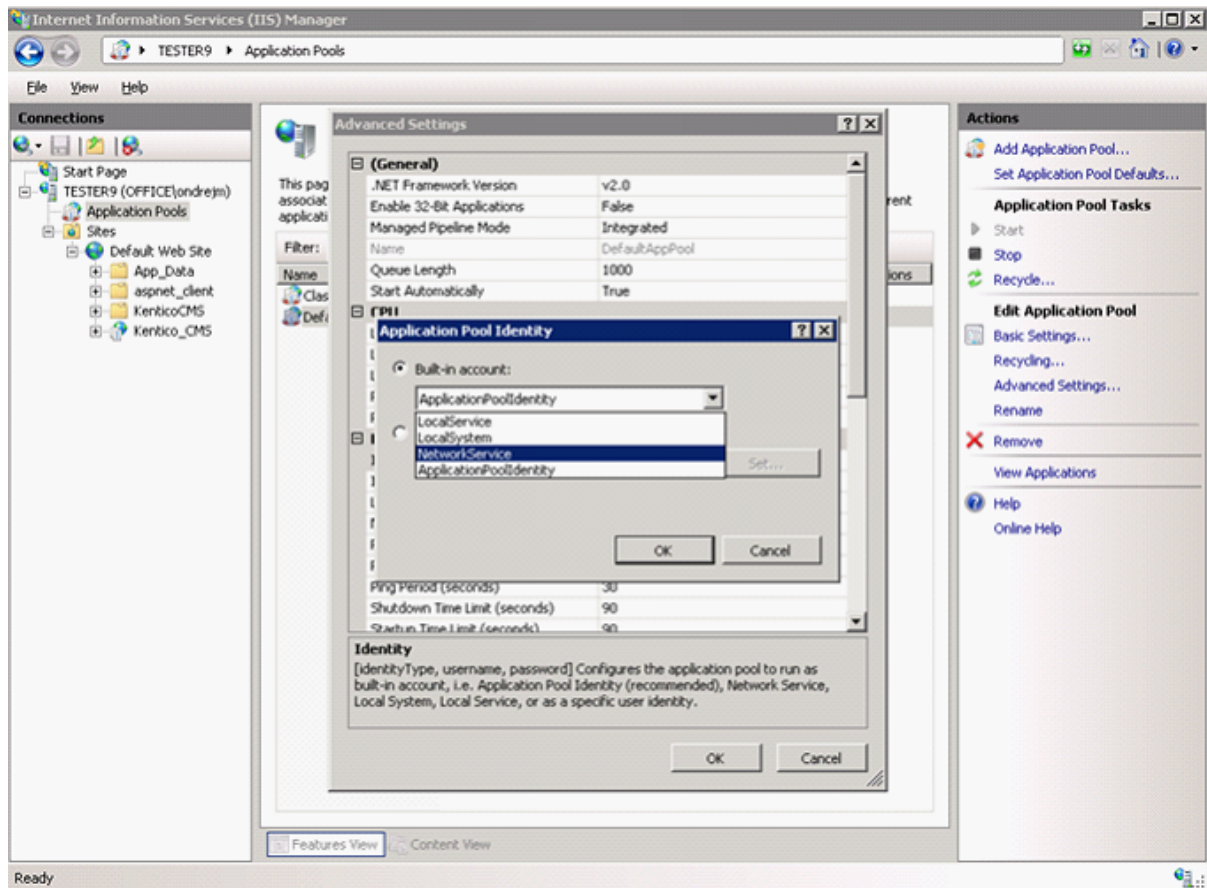 Internet Information Services (IIS) Manager
TESTER9 Application Pools
File View Help
Connections
Start Page
TESTER9 (OFFICE\ondrejm)
Application Pools
Sites
Default Web Site
App_Data
aspnet_client
KenticoCMS
Kentico_CMS
This pag
associat
applicati
rent
Filter:
Name
ions
Clas
Defa
Advanced Settings
(General)
.NET Framework Version v2.0
Enable 32-Bit Applications False
Managed Pipeline Mode Integrated
Name DefaultAppPool
Queue Length 1000
Start Automatically True
CPU
Application Pool Identity
Built-in account:
ApplicationPoolIdentity
LocalService
LocalSystem
NetworkService
ApplicationPoolIdentity
Set...
OK Cancel
Ping Period (seconds) 30
Shutdown Time Limit (seconds) 90
Startup Time Limit (seconds) 90
Identity
[identityType, username, password] Configures the application pool to run as
built-in account, i.e. Application Pool Identity (recommended), Network Service,
Local System, Local Service, or as a specific user identity.
OK Cancel
Features View Content View
Actions
Add Application Pool...
Set Application Pool Defaults...
Application Pool Tasks
Start
Stop
Recycle...
Edit Application Pool
Basic Settings...
Recycling...
Advanced Settings...
Rename
Remove
View Applications
Help
Online Help
Ready